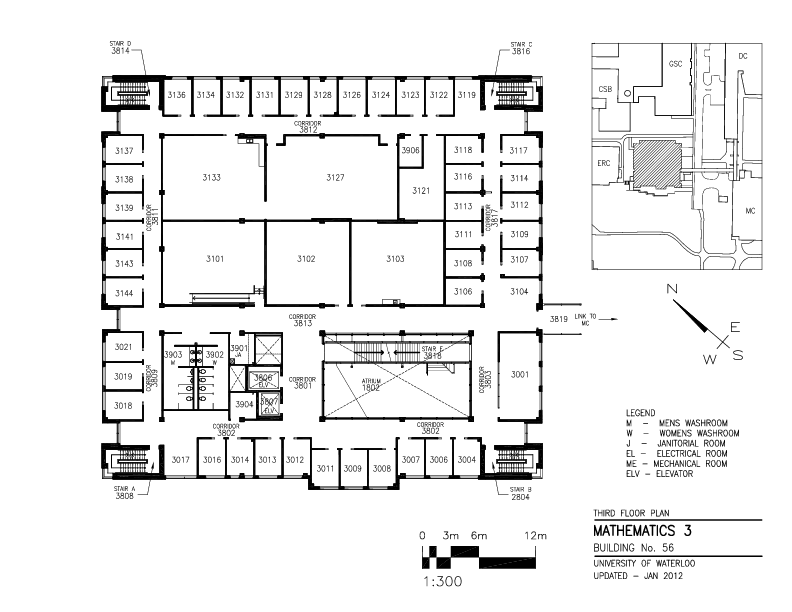 STAIR D
3814
STAIR C
3816
3136 3134 3132 3131 3129 3128 3126 3124 3123 3122 3119
CORRIDOR
3812
3137
3138
3139
3141
3143
3144
CORRIDOR
3811
3133
3127
3906
3121
3118
3116
3113
3111
3108
3106
CORRIDOR
3817
3117
3114
3112
3109
3107
3104
3101
3102
3103
CORRIDOR
3813
3819
LINK TO
MC
3021
3019
3018
CORRIDOR
3809
3903
W
3902
W
3901
JA
3806
ELV
3807
ELV
3904
CORRIDOR
3801
STAIR E
3818
ATRIUM
1802
CORRIDOR
3803
3001
CORRIDOR
3802
CORRIDOR
3802
3017 3016 3014 3013 3012 3011 3009 3008 3007 3006 3004
STAIR A
3808
STAIR B
2804
GSC
DC
CSB
ERC
MC
N
E
W
S
LEGEND
M – MENS WASHROOM
W – WOMENS WASHROOM
J – JANITORIAL ROOM
EL – ELECTRICAL ROOM
ME – MECHANICAL ROOM
ELV – ELEVATOR
0 3m 6m 12m
1:300
THIRD FLOOR PLAN
MATHEMATICS 3
BUILDING No. 56
UNIVERSITY OF WATERLOO
UPDATED – JAN 2012